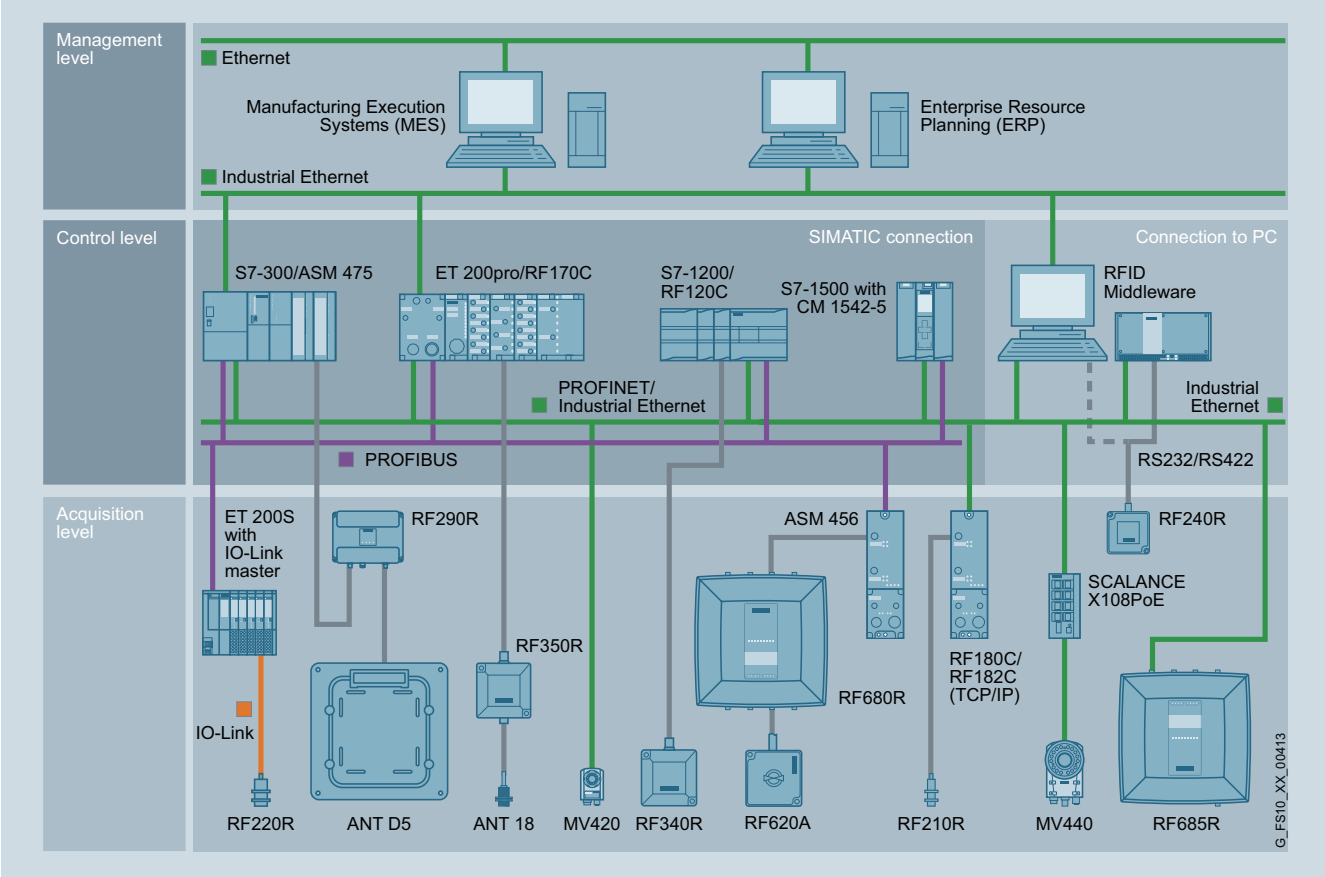 Management
level
Ethernet
Manufacturing Execution
Systems (MES)
Enterprise Resource
Planning (ERP)
Industrial Ethernet
Control level
SIMATIC connection
Connection to PC
S7-300/ASM 475
ET 200pro/RF170C
S7-1200/
RF120C
S7-1500 with
CM 1542-5
RFID
Middleware
PROFINET/
Industrial Ethernet
Industrial
Ethernet
PROFIBUS
RS232/RS422
Acquisition
level
ET 200S
with
IO-Link
master
RF290R
ASM 456
RF240R
SCALANCE
X108PoE
RF350R
RF680R
RF180C/
RF182C
(TCP/IP)
IO-Link
RF220R
ANT D5
ANT 18
MV420
RF340R
RF620A
RF210R
MV440
RF685R
G_FS10_XX_00413